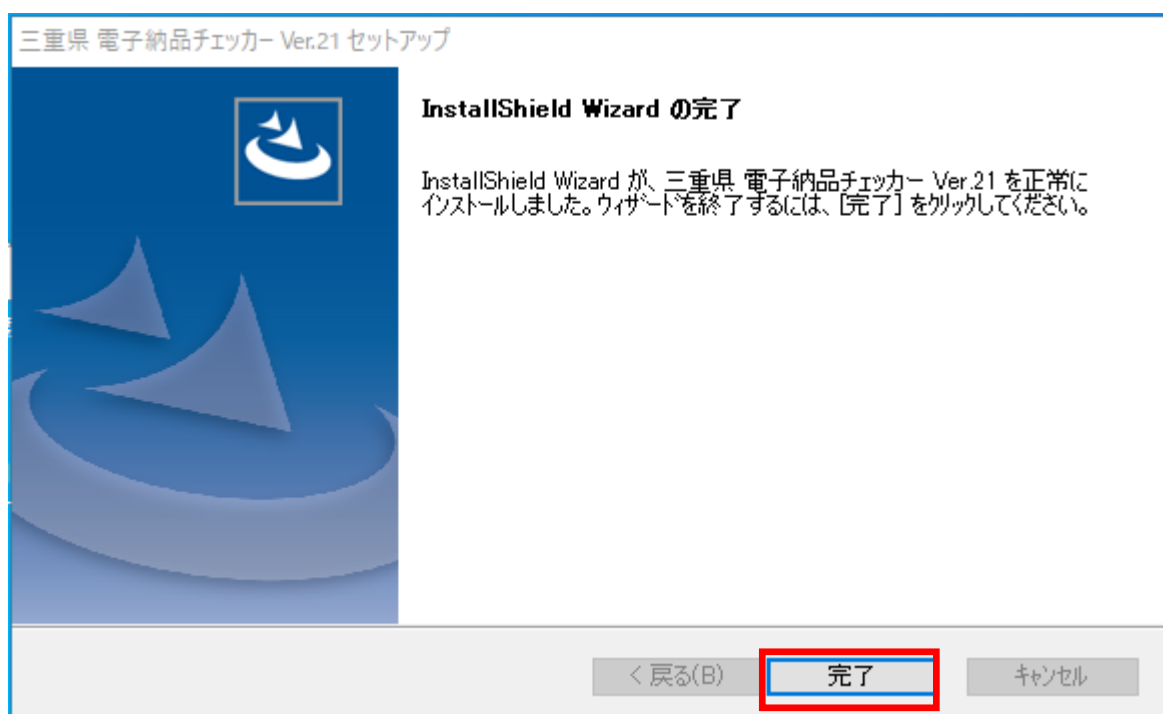 三重県 電子納品チェッカー Ver.21 セットアップ
InstallShield Wizard の完了
InstallShield Wizard が、三重県 電子納品チェッカー Ver.21 を正常に
インストールしました。ウィザードを終了するには、[完了] をクリックしてください。
< 戻る(B)
完了
キャンセル